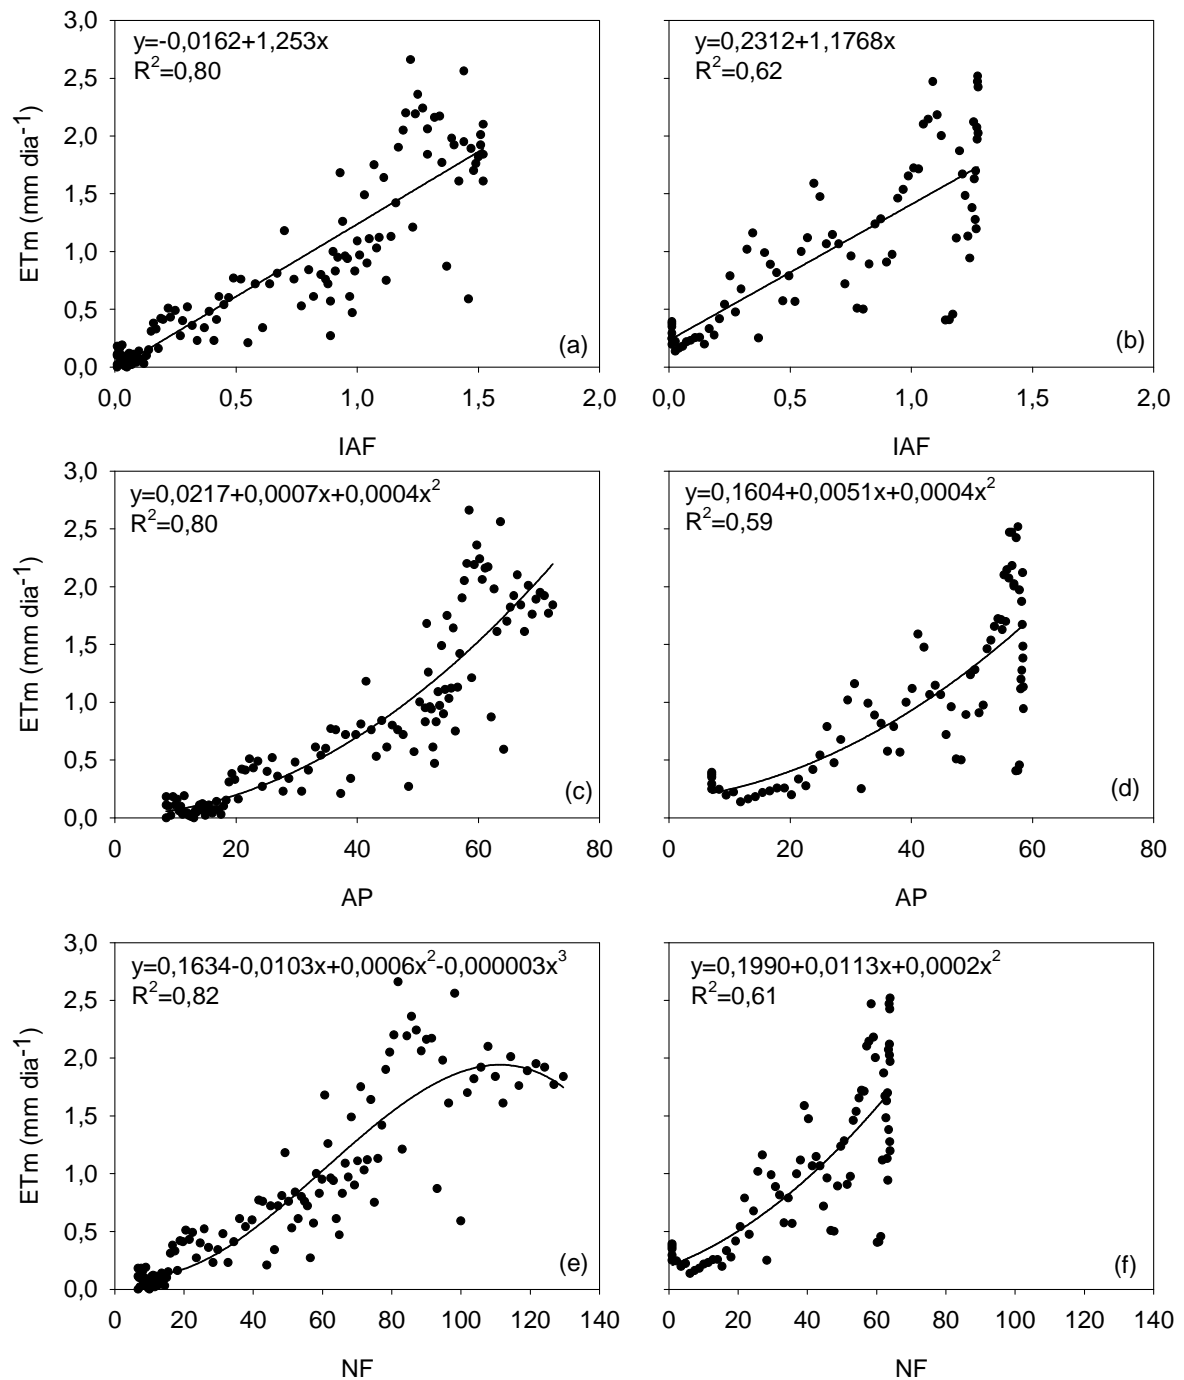 y=-0,0162+1,253x
R²=0,80
3,0
2,5
2,0
1,5
1,0
0,5
0,0
ETm (mm dia⁻¹)
(a)
0,0 0,5 1,0 1,5 2,0
IAF
y=0,2312+1,1768x
R²=0,62
(b)
0,0 0,5 1,0 1,5 2,0
IAF
y=0,0217+0,0007x+0,0004x²
R²=0,80
3,0
2,5
2,0
1,5
1,0
0,5
0,0
ETm (mm dia⁻¹)
(c)
0 20 40 60 80
AP
y=0,1604+0,0051x+0,0004x²
R²=0,59
(d)
0 20 40 60 80
AP
y=0,1634-0,0103x+0,0006x²-0,000003x³
R²=0,82
3,0
2,5
2,0
1,5
1,0
0,5
0,0
ETm (mm dia⁻¹)
(e)
0 20 40 60 80 100 120 140
NF
y=0,1990+0,0113x+0,0002x²
R²=0,61
(f)
0 20 40 60 80 100 120 140
NF